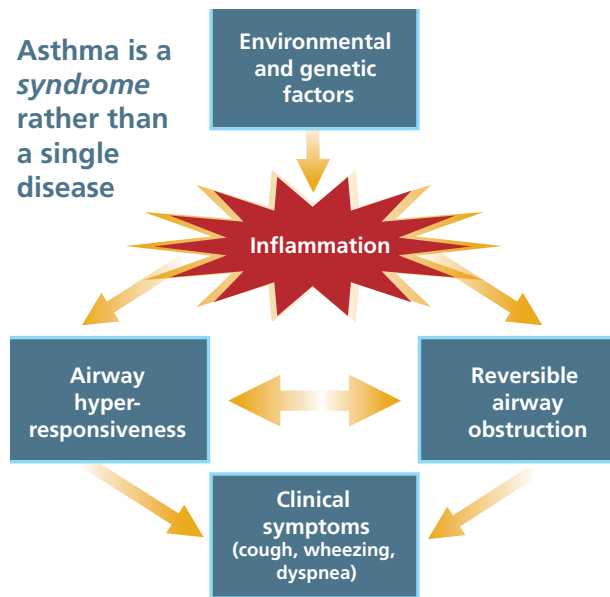 Asthma is a
syndrome
rather than
a single
disease
Environmental
and genetic
factors
Inflammation
Airway
hyper-
responsiveness
Reversible
airway
obstruction
Clinical
symptoms
(cough, wheezing,
dyspnea)